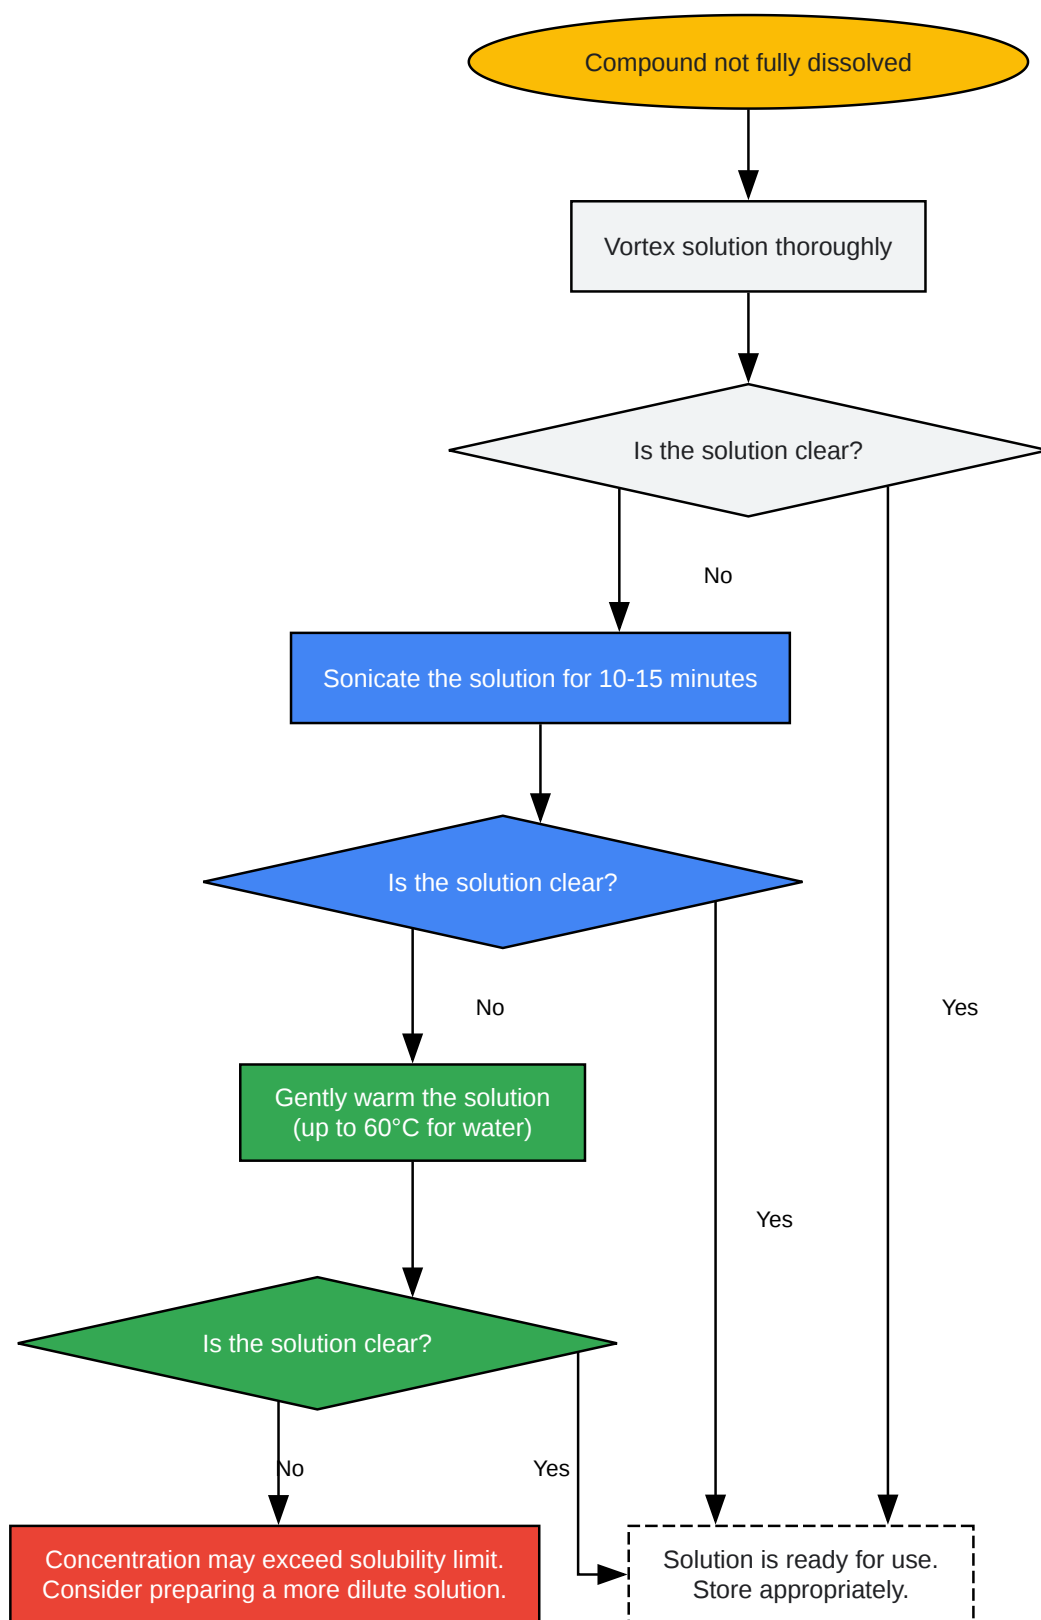 Compound not fully dissolved
Vortex solution thoroughly
Is the solution clear?
No
Sonicate the solution for 10-15 minutes
Is the solution clear?
No
Yes
Gently warm the solution
(up to 60°C for water)
Yes
Is the solution clear?
No
Yes
Concentration may exceed solubility limit.
Consider preparing a more dilute solution.
Solution is ready for use.
Store appropriately.